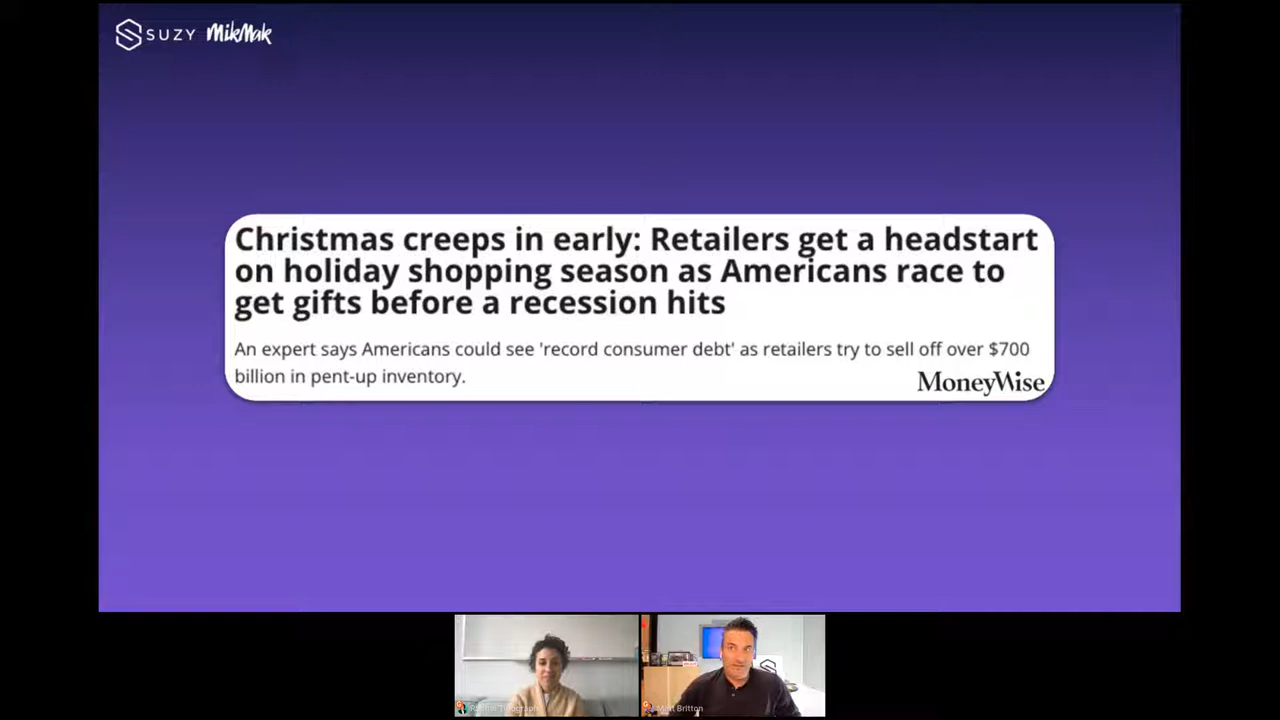 SUZY MikMak
Christmas creeps in early: Retailers get a headstart
on holiday shopping season as Americans race to
get gifts before a recession hits
An expert says Americans could see 'record consumer debt' as retailers try to sell off over $700
billion in pent-up inventory.
MoneyWise
Matt Britton